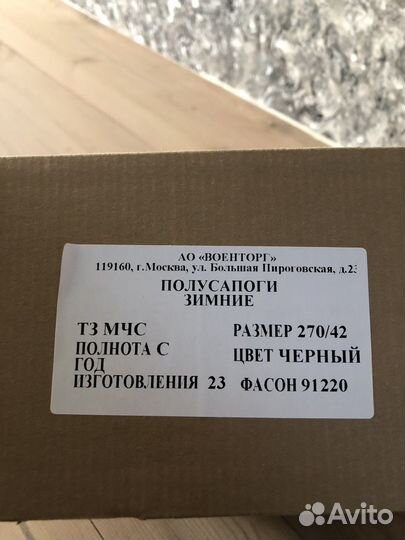 АО «ВОЕНТОРГ»
119160, г.Москва, ул. Большая Пироговская, д.23
ПОЛУСАПОГИ
ЗИМНИЕ
ТЗ МЧС РАЗМЕР 270/42
ПОЛНОТА С ЦВЕТ ЧЕРНЫЙ
ГОД
ИЗГОТОВЛЕНИЯ 23 ФАСОН 91220
Avito